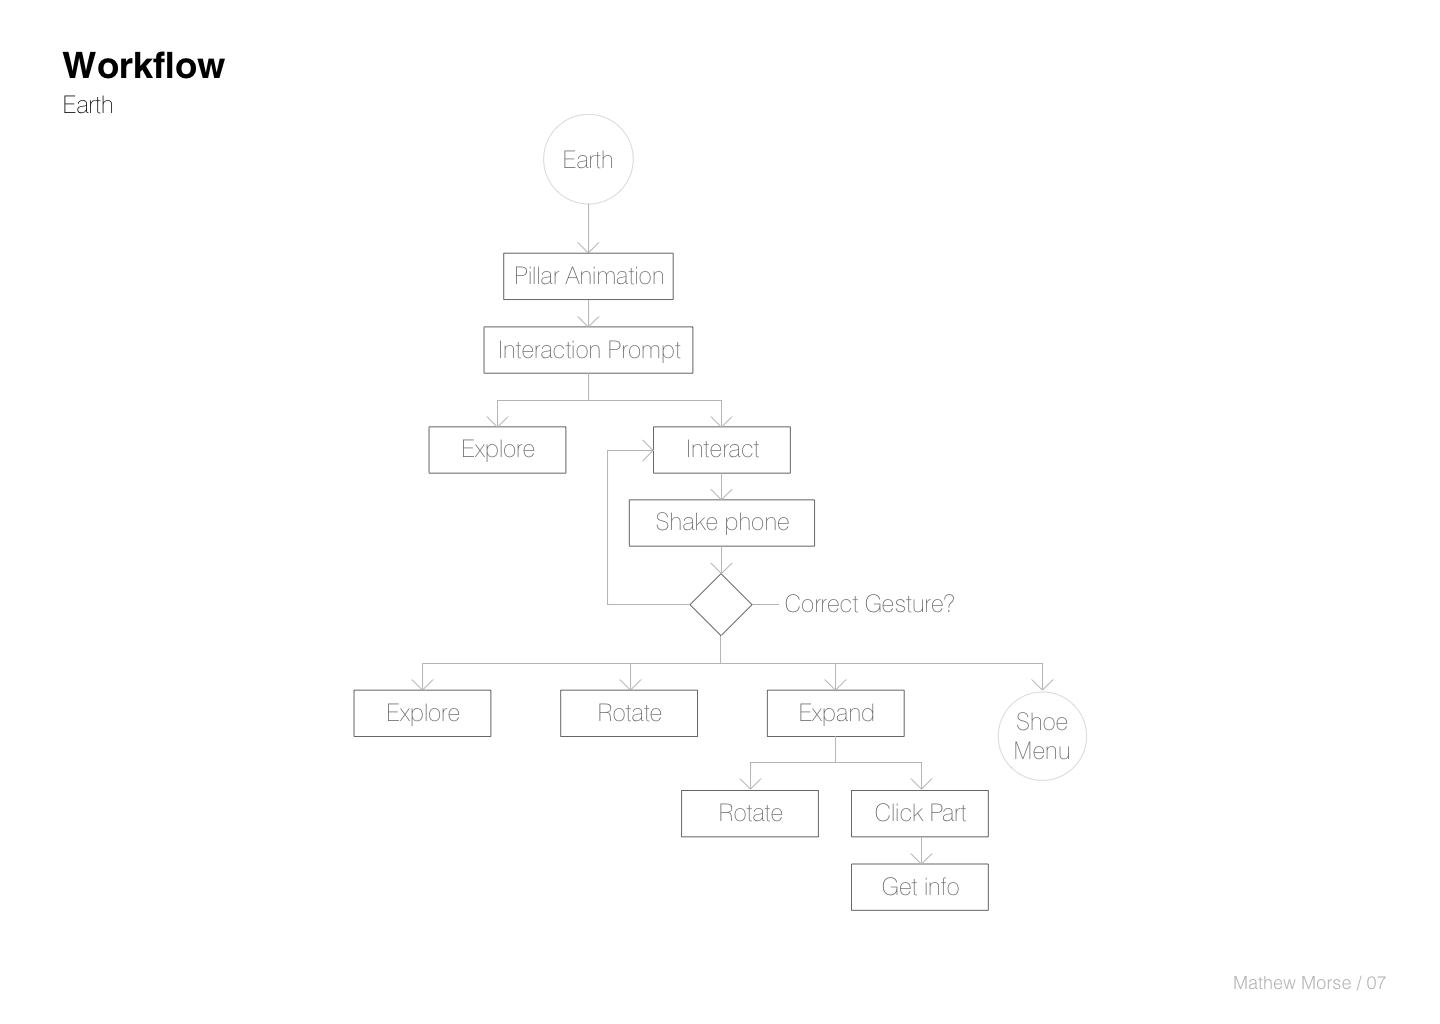 Workflow
Earth
Earth
Pillar Animation
Interaction Prompt
Explore
Interact
Shake phone
Correct Gesture?
Explore
Rotate
Expand
Shoe
Menu
Rotate
Click Part
Get info
Mathew Morse / 07